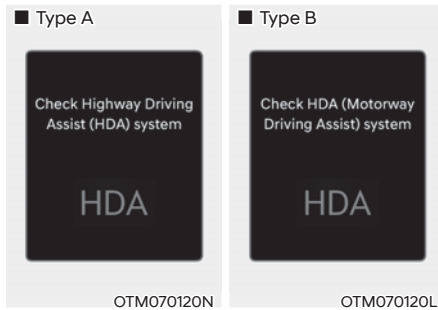 ■ Type A
Check Highway Driving
Assist (HDA) system
HDA
OTM070120N
■ Type B
Check HDA (Motorway
Driving Assist) system
HDA
OTM070120L